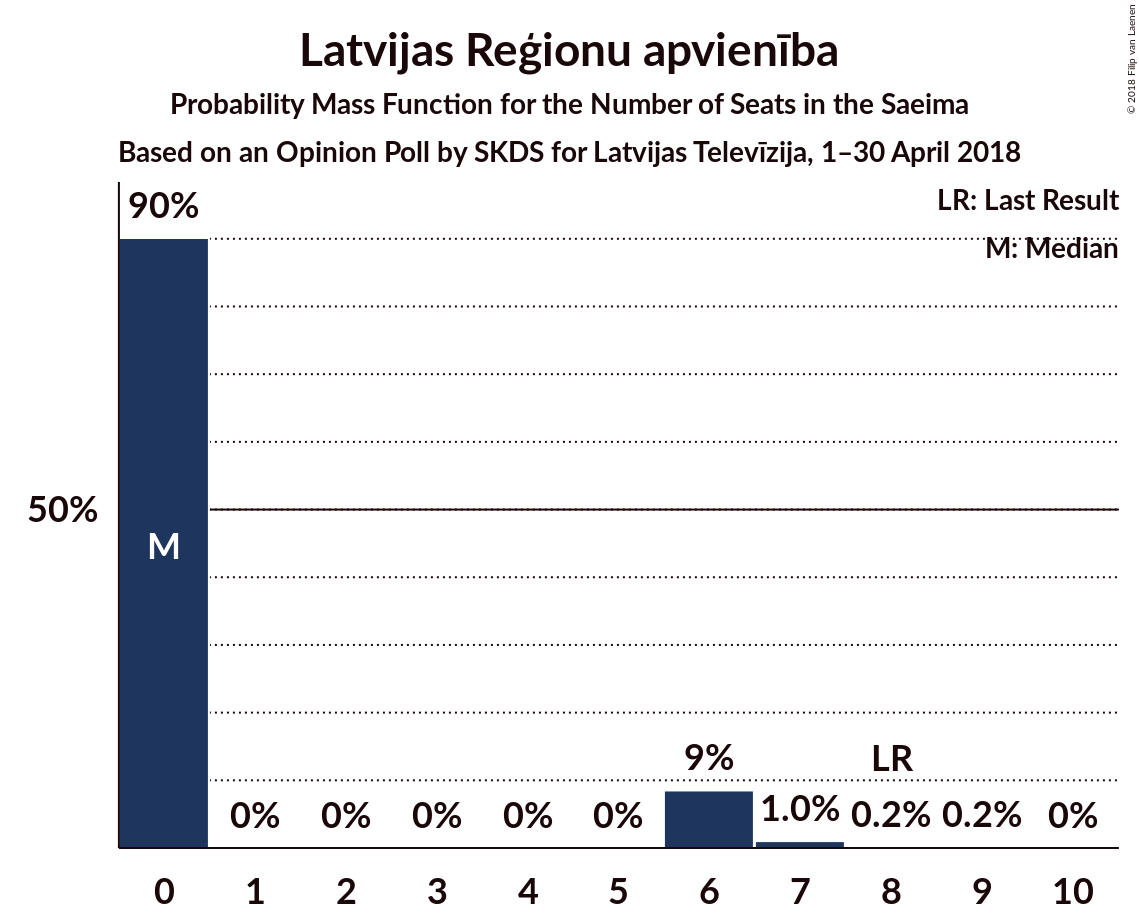 Latvijas Reģionu apvienība
Probability Mass Function for the Number of Seats in the Saeima
Based on an Opinion Poll by SKDS for Latvijas Televīzija, 1–30 April 2018
© 2018 Filip van Laenen
LR: Last Result
M: Median
90%
50%
M
0% 0% 0% 0% 0% 9% 1.0% LR 0.2% 0.2% 0%
0 1 2 3 4 5 6 7 8 9 10